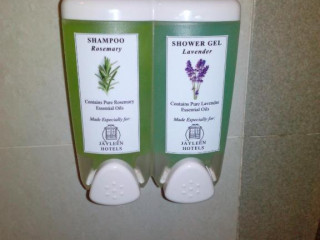 SHAMPOO
Rosemary
Contains Pure Rosemary
Essential Oils
Made Especially for:
JAYLEEN
HOTELS
SHOWER GEL
Lavender
Contains Pure Lavender
Essential Oils
Made Especially for:
JAYLEEN
HOTELS